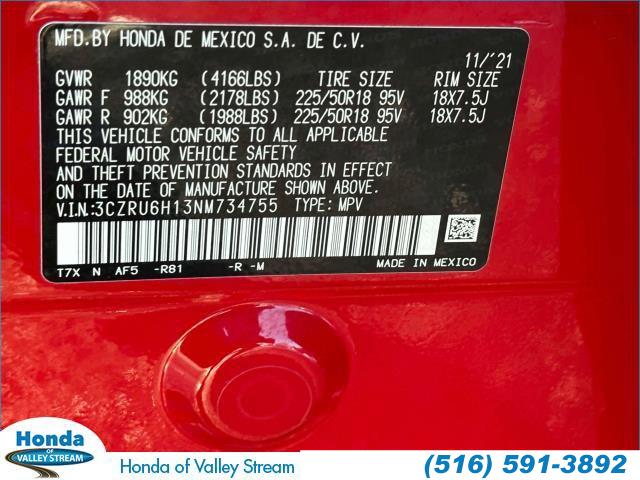 MFD.BY HONDA DE MEXICO S.A. DE C.V.
11/'21
GVWR 1890KG (4166LBS) TIRE SIZE RIM SIZE
GAWR F 988KG (2178LBS) 225/50R18 95V 18X7.5J
GAWR R 902KG (1988LBS) 225/50R18 95V 18X7.5J
THIS VEHICLE CONFORMS TO ALL APPLICABLE
FEDERAL MOTOR VEHICLE SAFETY
AND THEFT PREVENTION STANDARDS IN EFFECT
ON THE DATE OF MANUFACTURE SHOWN ABOVE.
V.I.N.:3CZRU6H13NM734755 TYPE: MPV
T7X N AF5 -R81 -R -M MADE IN MEXICO
Honda
OF
VALLEY STREAM
Honda of Valley Stream
(516) 591-3892